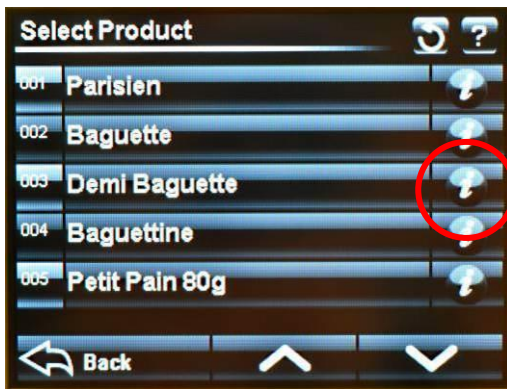 Select Product ?
001 Parisien i
002 Baguette i
003 Demi Baguette i
004 Baguettine i
005 Petit Pain 80g i
Back